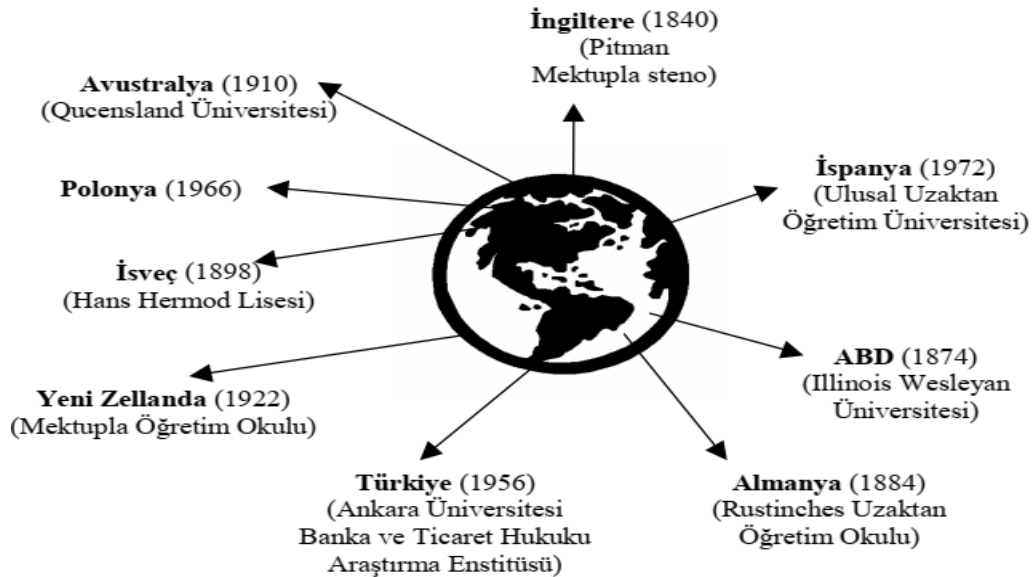 İngiltere (1840)
(Pitman
Mektupla steno)
Avustralya (1910)
(Qucensland Üniversitesi)
Polonya (1966)
İspanya (1972)
(Ulusal Uzaktan
Öğretim Üniversitesi)
İsveç (1898)
(Hans Hermod Lisesi)
ABD (1874)
(Illinois Wesleyan
Üniversitesi)
Yeni Zellanda (1922)
(Mektupla Öğretim Okulu)
Türkiye (1956)
(Ankara Üniversitesi
Banka ve Ticaret Hukuku
Araştırma Enstitüsü)
Almanya (1884)
(Rustinches Uzaktan
Öğretim Okulu)